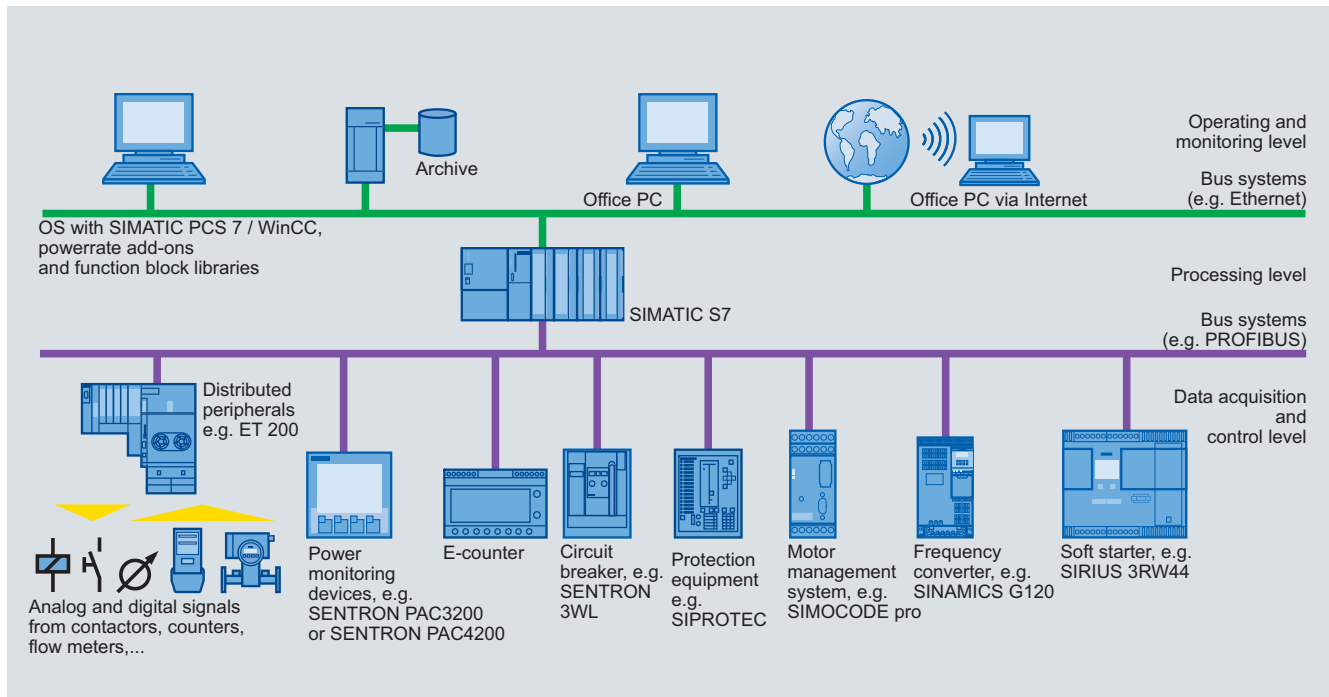 Operating and
monitoring level
Archive
Office PC
Office PC via Internet
Bus systems
(e.g. Ethernet)
OS with SIMATIC PCS 7 / WinCC,
powerrate add-ons
and function block libraries
Processing level
SIMATIC S7
Bus systems
(e.g. PROFIBUS)
Distributed
peripherals
e.g. ET 200
Data acquisition
and
control level
Analog and digital signals
from contactors, counters,
flow meters,...
Power
monitoring
devices, e.g.
SENTRON PAC3200
or SENTRON PAC4200
E-counter
Circuit
breaker, e.g.
SENTRON
3WL
Protection
equipment
e.g.
SIPROTEC
Motor
management
system, e.g.
SIMOCODE pro
Frequency
converter, e.g.
SINAMICS G120
Soft starter, e.g.
SIRIUS 3RW44